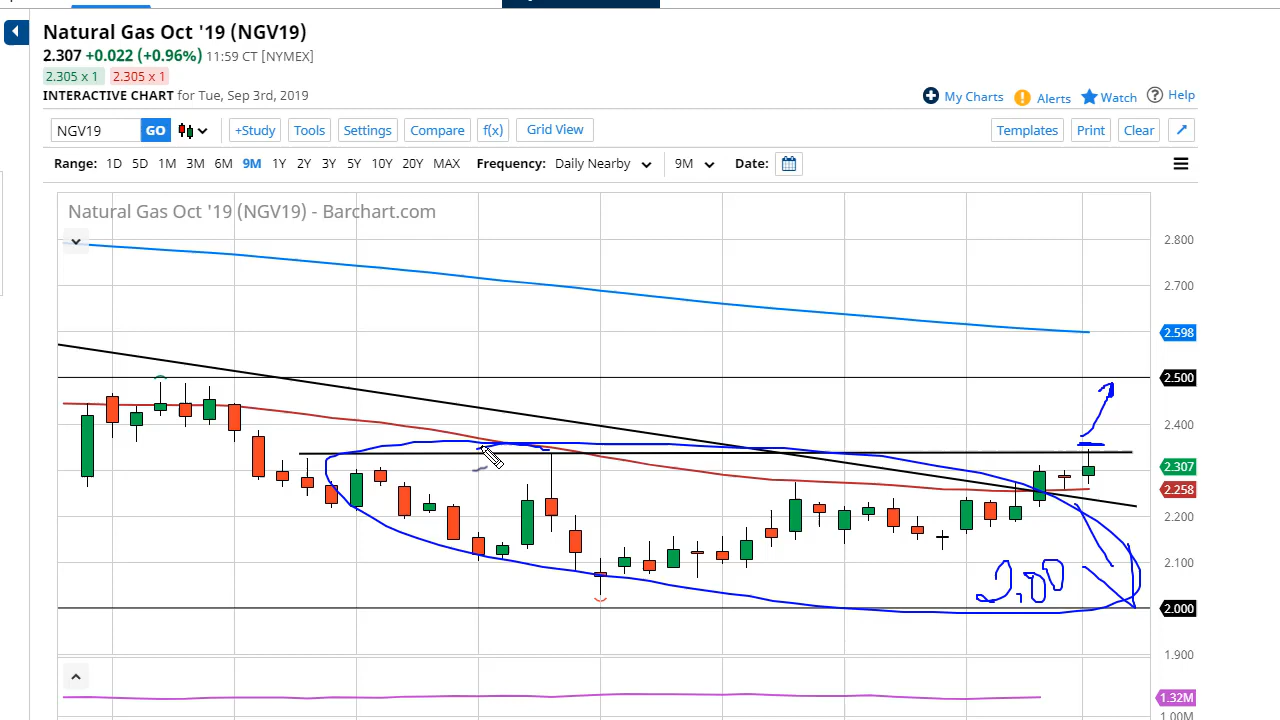 Natural Gas Oct '19 (NGV19)
2.307 +0.022 (+0.96%) 11:59 CT [NYMEX]
2.305 x 1 2.305 x 1
INTERACTIVE CHART for Tue, Sep 3rd, 2019
My Charts Alerts Watch Help
NGV19 GO +Study Tools Settings Compare f(x) Grid View Templates Print Clear
Range: 1D 5D 1M 3M 6M 9M 1Y 2Y 3Y 5Y 10Y 20Y MAX Frequency: Daily Nearby 9M Date:
Natural Gas Oct '19 (NGV19) - Barchart.com
2.800
2.700
2.598
2.500
2.400
2.307
2.258
2.200
2.100
2.00
2.000
1.900
1.32M
1.00M